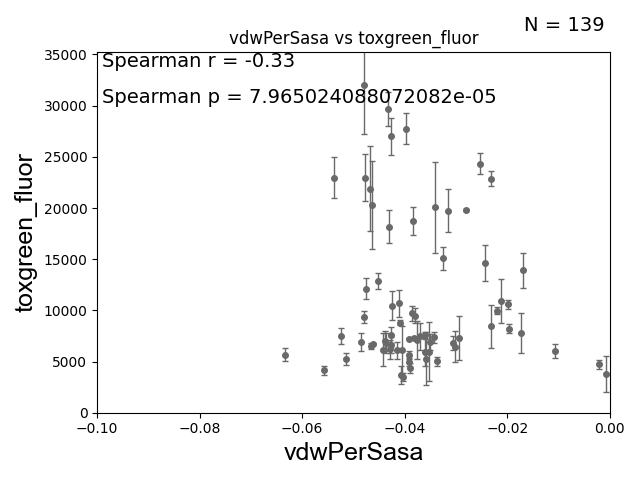 N = 139
vdwPerSasa vs toxgreen_fluor
Spearman r = -0.33
Spearman p = 7.965024088072082e-05
toxgreen_fluor
35000
30000
25000
20000
15000
10000
5000
0
−0.10 −0.08 −0.06 −0.04 −0.02 0.00
vdwPerSasa